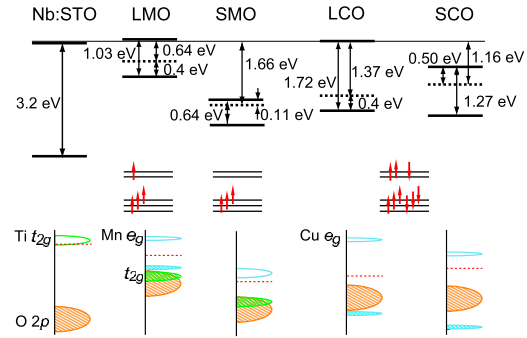 Nb:STO LMO SMO LCO SCO
1.03 eV 0.64 eV 0.50 eV 1.16 eV
0.4 eV 1.66 eV 1.72 eV 1.37 eV
3.2 eV 0.64 eV 0.11 eV 0.4 eV 1.27 eV
Ti t2g Mn eg Cu eg
t2g
O 2p